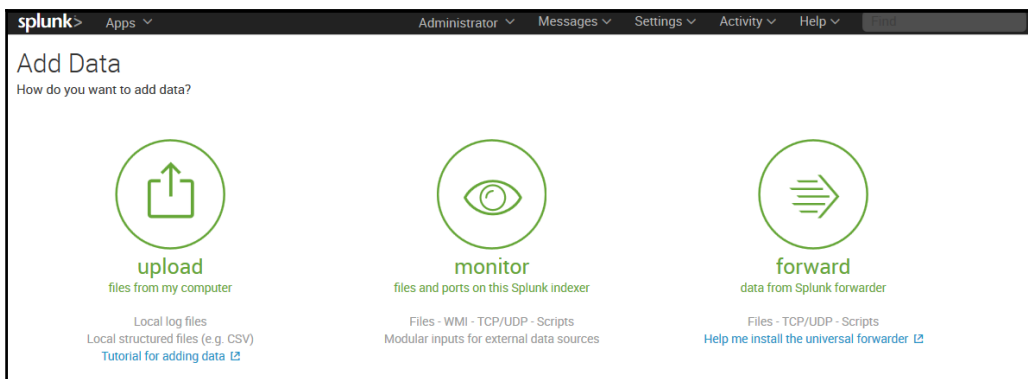 splunk> Apps Administrator Messages Settings Activity Help Find
Add Data
How do you want to add data?
upload
files from my computer
Local log files
Local structured files (e.g. CSV)
Tutorial for adding data
monitor
files and ports on this Splunk indexer
Files - WMI - TCP/UDP - Scripts
Modular inputs for external data sources
forward
data from Splunk forwarder
Files - TCP/UDP - Scripts
Help me install the universal forwarder